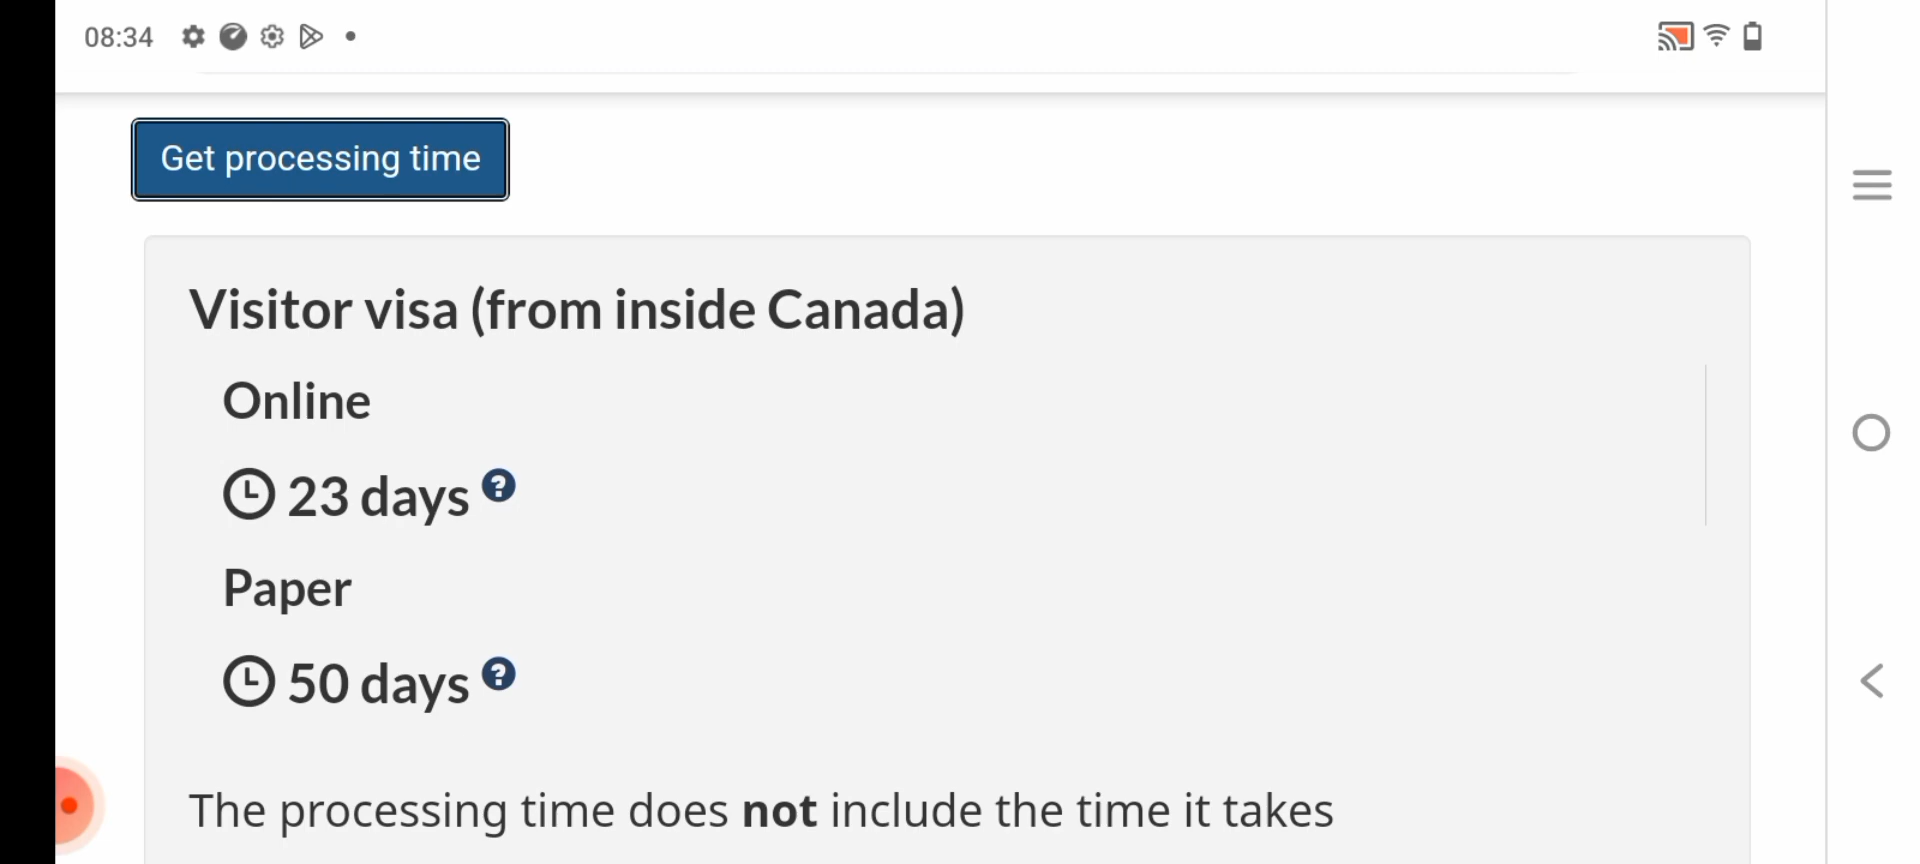 08:34
Get processing time
Visitor visa (from inside Canada)
Online
23 days ?
Paper
50 days ?
The processing time does not include the time it takes